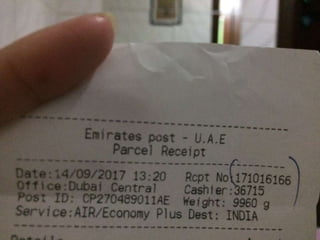 Emirates post - U.A.E
Parcel Receipt
Date:14/09/2017 13:20 Rcpt No:171016166
Office:Dubai Central Cashier:36715
Post ID: CP270489011AE Weight: 9960 g
Service:AIR/Economy Plus Dest: INDIA